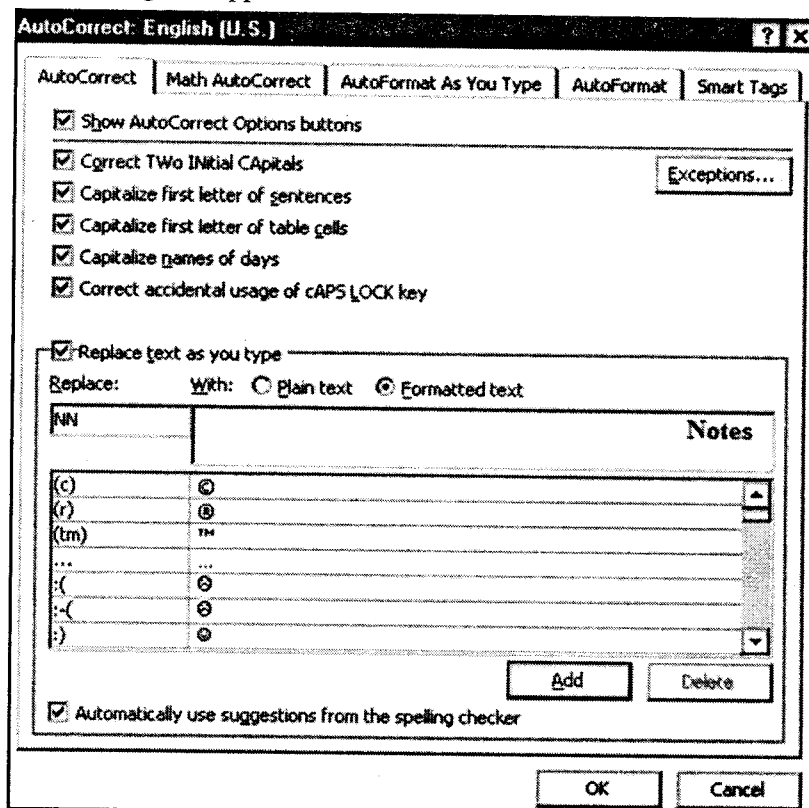 AutoCorrect: English (U.S.)
AutoCorrect Math AutoCorrect AutoFormat As You Type AutoFormat Smart Tags
Show AutoCorrect Options buttons
Correct TWo INitial CApitals
Exceptions...
Capitalize first letter of sentences
Capitalize first letter of table cells
Capitalize names of days
Correct accidental usage of cAPS LOCK key
Replace text as you type
Replace: With: Plain text Formatted text
NN Notes
(c) ©
(r) ®
(tm) ™
... ...
:( ☹
:-( ☹
:) ☺
Add Delete
Automatically use suggestions from the spelling checker
OK Cancel